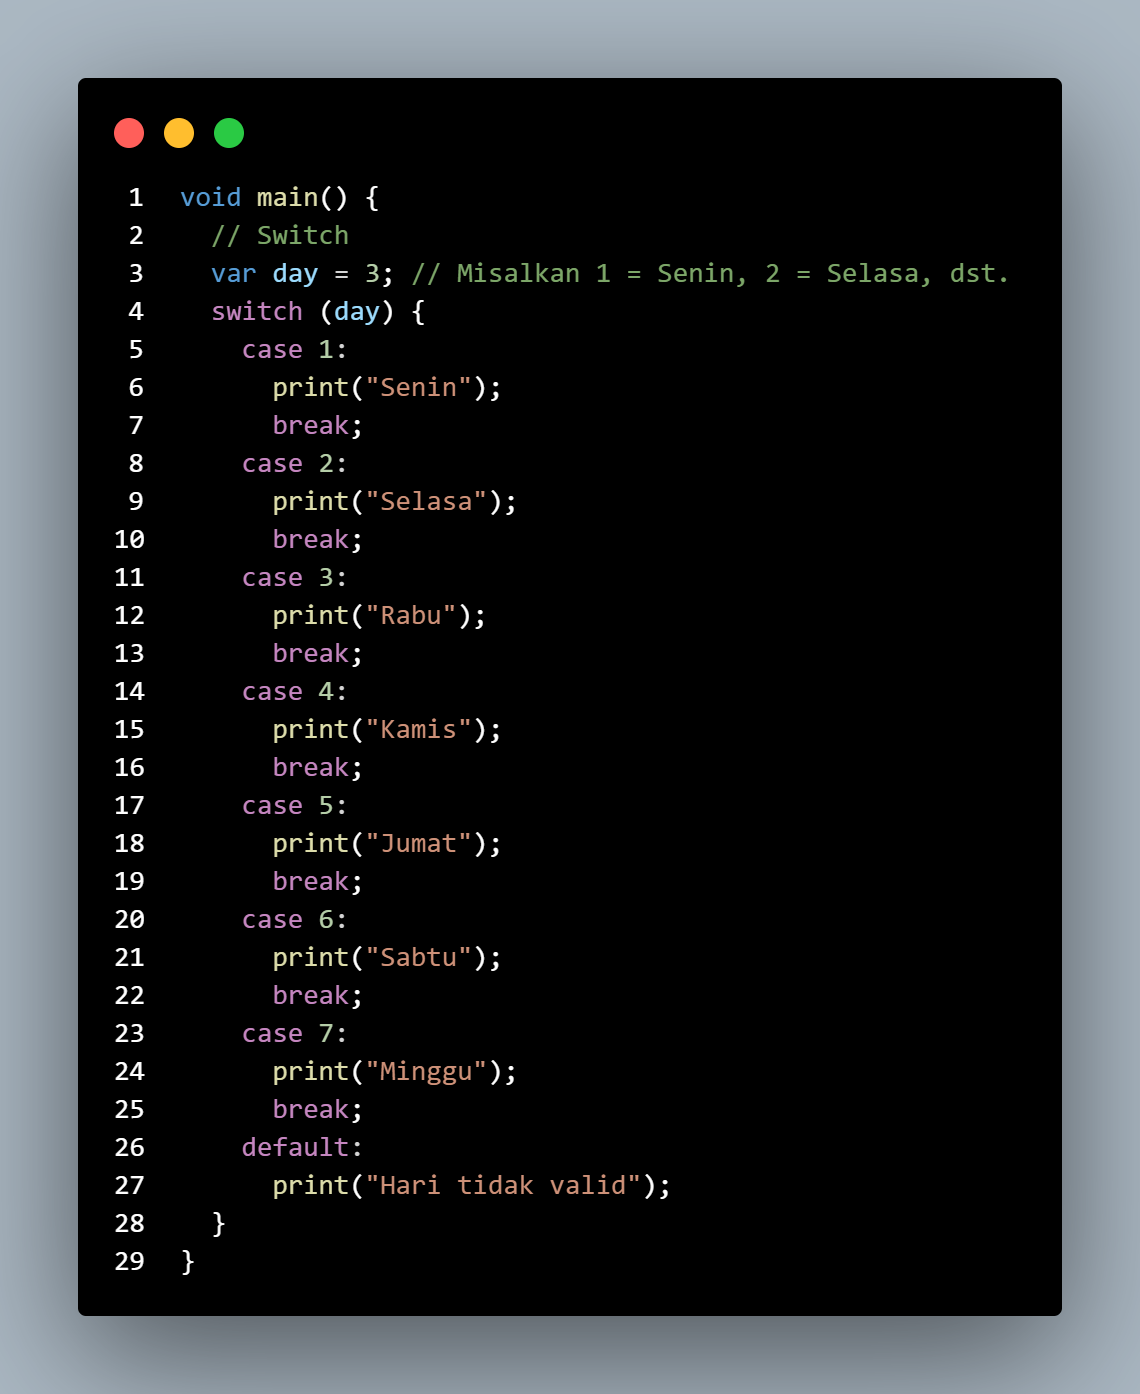 1 void main() {
2 // Switch
3 var day = 3; // Misalkan 1 = Senin, 2 = Selasa, dst.
4 switch (day) {
5 case 1:
6 print("Senin");
7 break;
8 case 2:
9 print("Selasa");
10 break;
11 case 3:
12 print("Rabu");
13 break;
14 case 4:
15 print("Kamis");
16 break;
17 case 5:
18 print("Jumat");
19 break;
20 case 6:
21 print("Sabtu");
22 break;
23 case 7:
24 print("Minggu");
25 break;
26 default:
27 print("Hari tidak valid");
28 }
29 }